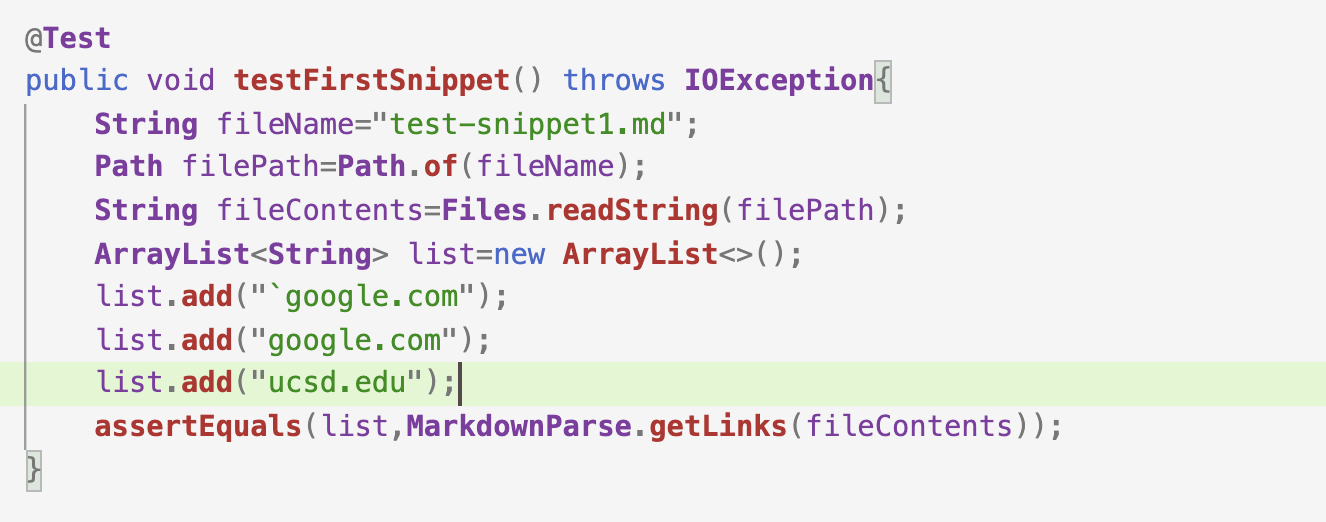 @Test
public void testFirstSnippet() throws IOException{
    String fileName="test-snippet1.md";
    Path filePath=Path.of(fileName);
    String fileContents=Files.readString(filePath);
    ArrayList<String> list=new ArrayList<>();
    list.add("`google.com");
    list.add("google.com");
    list.add("ucsd.edu");
    assertEquals(list,MarkdownParse.getLinks(fileContents));
}